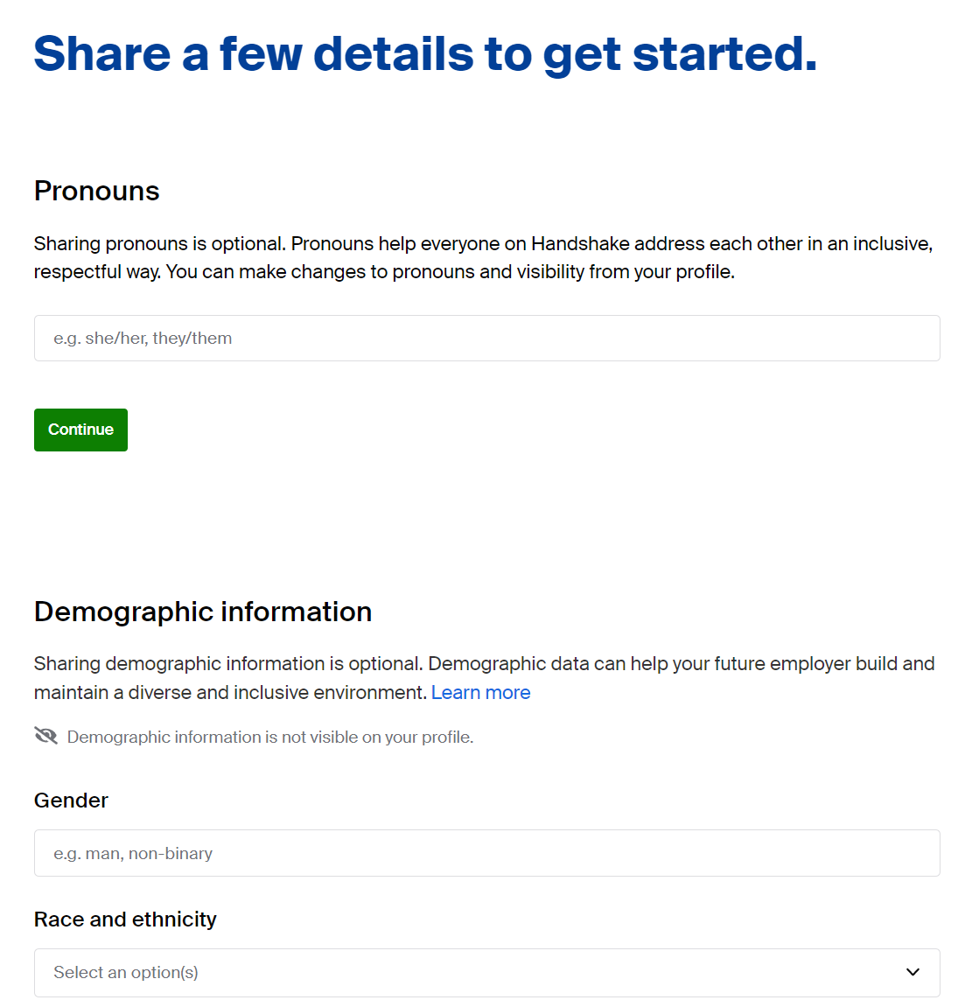 Share a few details to get started.
Pronouns
Sharing pronouns is optional. Pronouns help everyone on Handshake address each other in an inclusive,
respectful way. You can make changes to pronouns and visibility from your profile.
e.g. she/her, they/them
Continue
Demographic information
Sharing demographic information is optional. Demographic data can help your future employer build and
maintain a diverse and inclusive environment. Learn more
Demographic information is not visible on your profile.
Gender
e.g. man, non-binary
Race and ethnicity
Select an option(s)